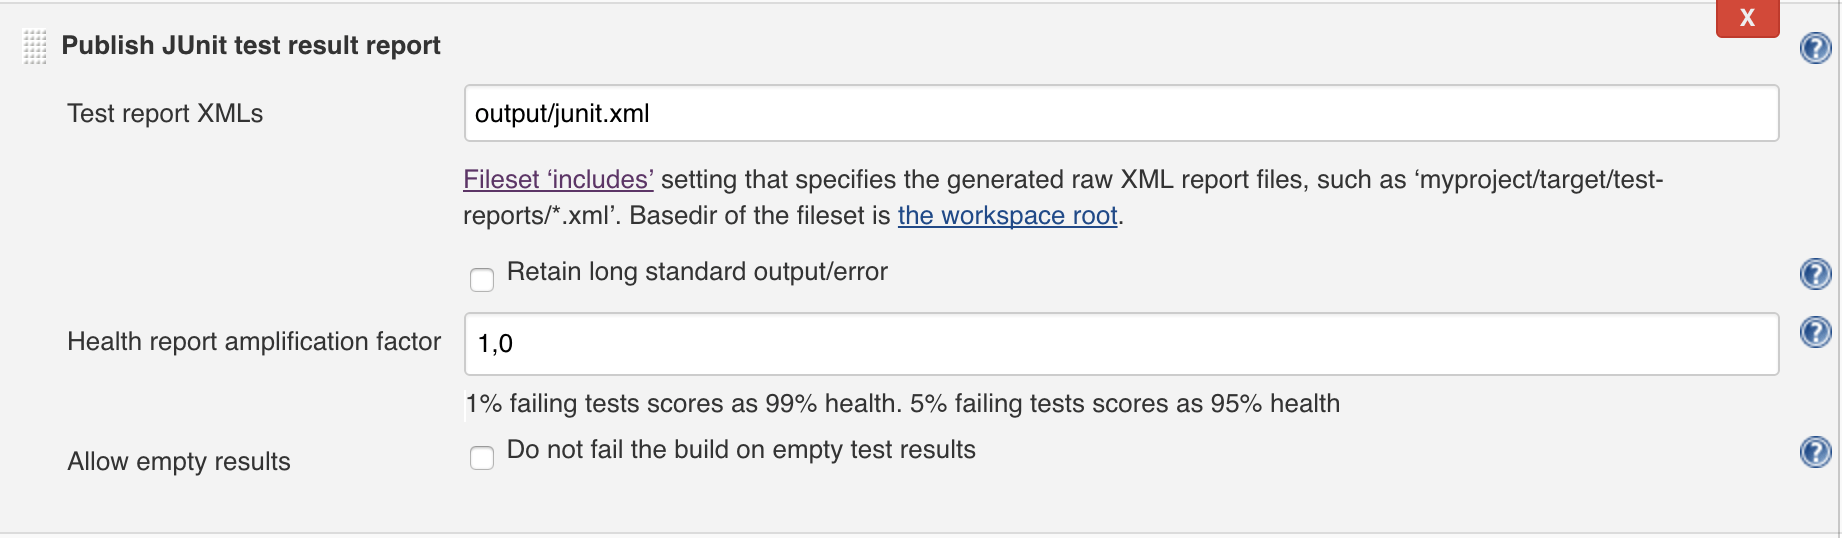 X
Publish JUnit test result report
Test report XMLs
output/junit.xml
Fileset ‘includes’ setting that specifies the generated raw XML report files, such as ‘myproject/target/test-
reports/*.xml’. Basedir of the fileset is the workspace root.
Retain long standard output/error
Health report amplification factor
1,0
1% failing tests scores as 99% health. 5% failing tests scores as 95% health
Allow empty results
Do not fail the build on empty test results
?
?
?
?